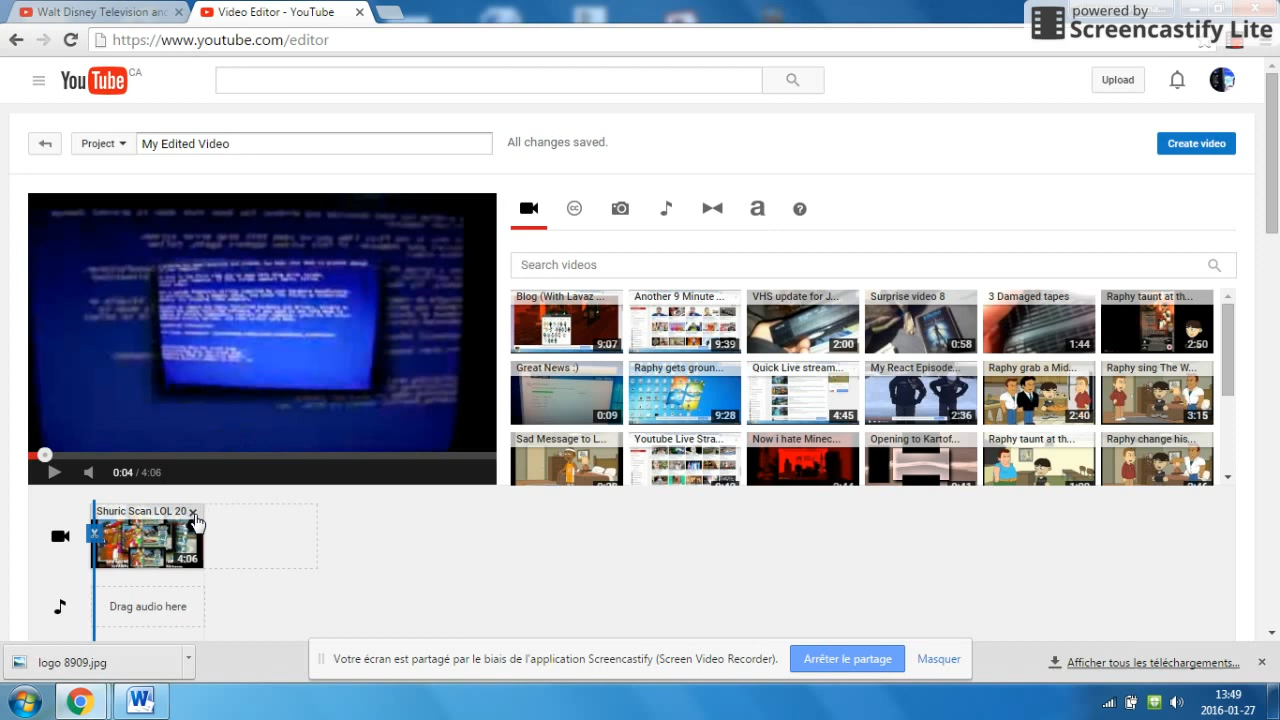 Walt Disney Television an
Video Editor - YouTube
powered by
Screencastify Lite
https://www.youtube.com/editor
YouTube CA
Upload
Project
My Edited Video
All changes saved.
Create video
Search videos
Blog (With Lavaz ...
Another 9 Minute ...
VHS update for J...
Surprise video 8
3 Damaged tapes
Raphy taunt at th...
9:07
9:39
2:00
0:58
1:44
2:50
Great News :)
Raphy gets groun...
Quick Live stream...
My React Episode...
Raphy grab a Mid...
Raphy sing The W...
0:09
9:28
4:45
2:36
2:40
3:15
Sad Message to L...
Youtube Live Stra...
Now i hate Minec...
Opening to Kartof...
Raphy taunt at th...
Raphy change his...
0:04 / 4:06
Shuric Scan LOL 20
4:06
Drag audio here
logo 8909.jpg
Votre écran est partagé par le biais de l'application Screencastify (Screen Video Recorder).
Arrêter le partage
Masquer
Afficher tous les téléchargements...
13:49
2016-01-27